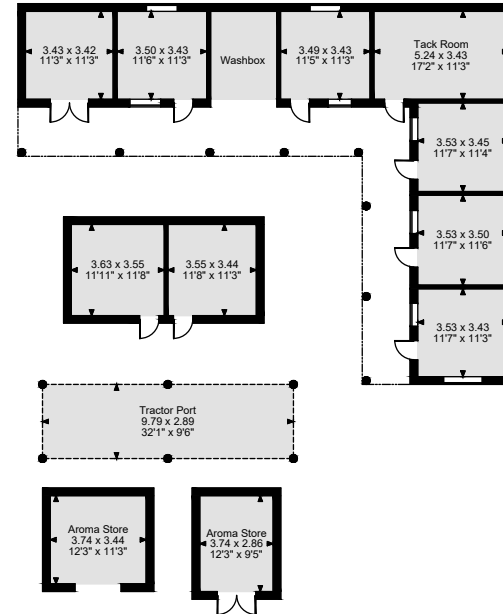 3.43 x 3.42
11'3" x 11'3"
3.50 x 3.43
11'6" x 11'3"
Washbox
3.49 x 3.43
11'5" x 11'3"
Tack Room
5.24 x 3.43
17'2" x 11'3"
3.53 x 3.45
11'7" x 11'4"
3.53 x 3.50
11'7" x 11'6"
3.53 x 3.43
11'7" x 11'3"
3.63 x 3.55
11'11" x 11'8"
3.55 x 3.44
11'8" x 11'3"
Tractor Port
9.79 x 2.89
32'1" x 9'6"
Aroma Store
3.74 x 3.44
12'3" x 11'3"
Aroma Store
3.74 x 2.86
12'3" x 9'5"